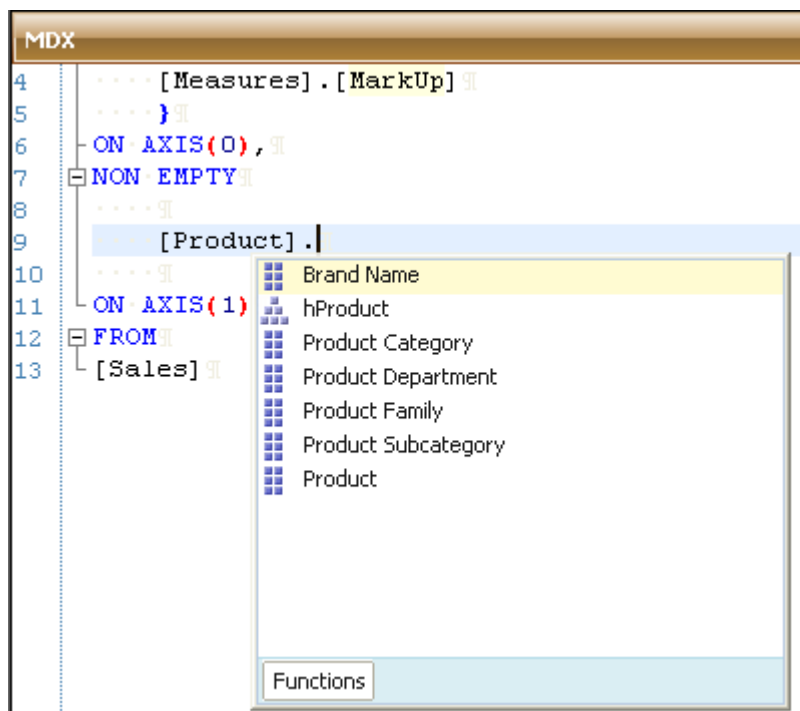 MDX
4 [Measures].[MarkUp]
5 }
6 ON AXIS(0),
7 NON EMPTY
8
9 [Product].
10
11 ON AXIS(1)
12 FROM
13 [Sales]
Brand Name
hProduct
Product Category
Product Department
Product Family
Product Subcategory
Product
Functions